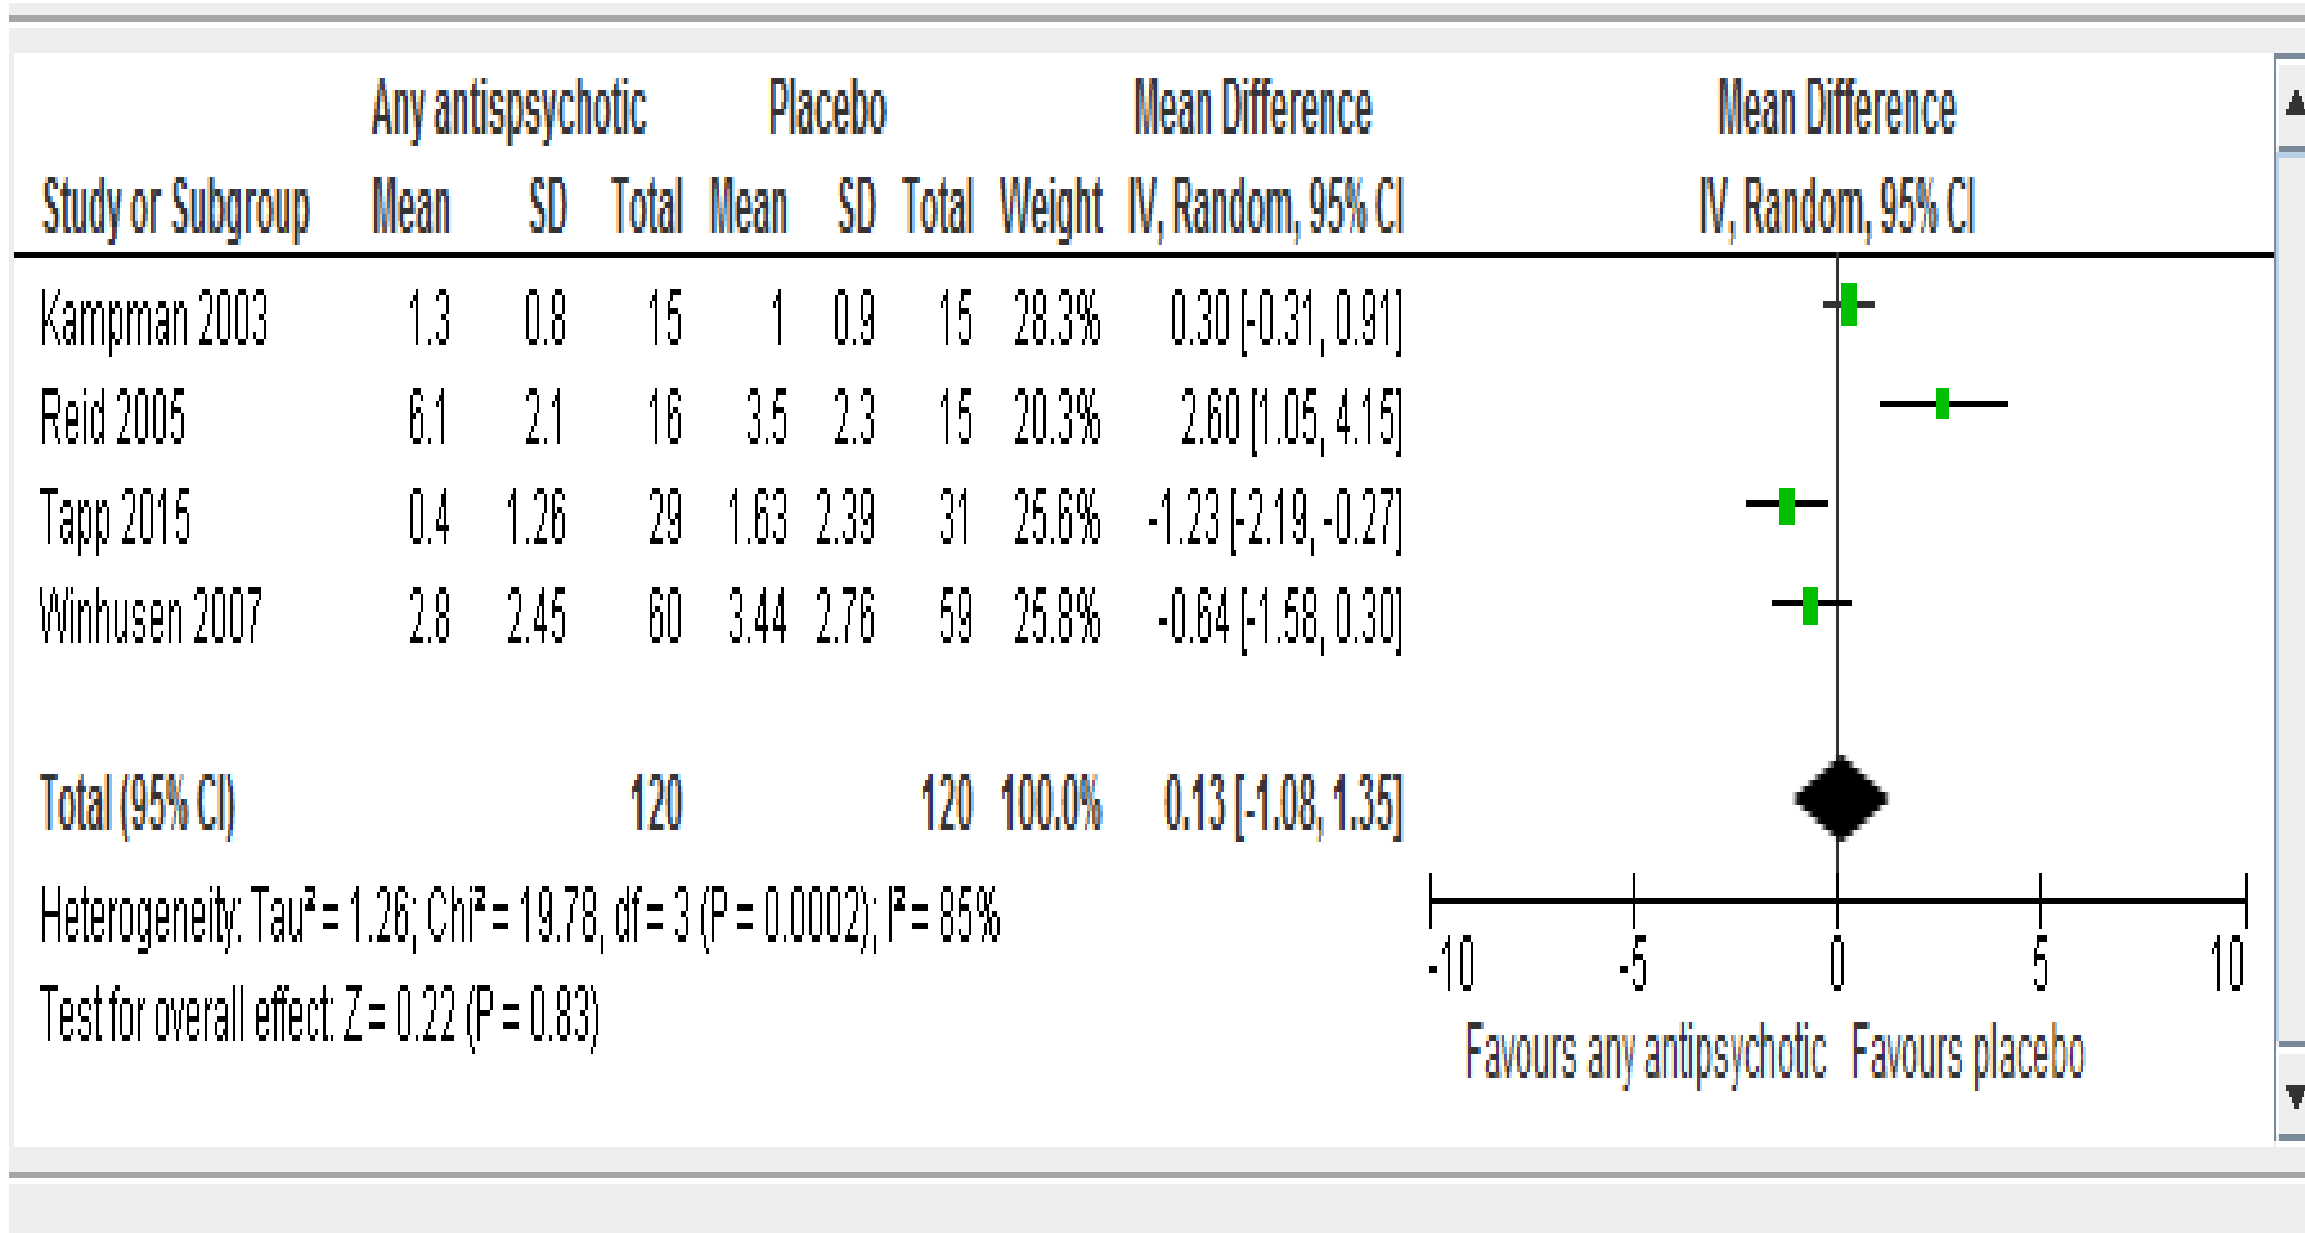 Any antispsychotic Placebo Mean Difference Mean Difference
Study or Subgroup Mean SD Total Mean SD Total Weight IV, Random, 95% CI IV, Random, 95% CI
Kampman 2003 1.3 0.8 15 1 0.9 15 28.3% 0.30 [-0.31, 0.91]
Reid 2005 6.1 2.1 16 3.5 2.3 15 20.3% 2.60 [1.05, 4.15]
Tapp 2015 0.4 1.26 29 1.63 2.39 31 25.6% -1.23 [-2.19, -0.27]
Winhusen 2007 2.8 2.45 60 3.44 2.76 59 25.8% -0.64 [-1.58, 0.30]
Total (95% CI) 120 120 100.0% 0.13 [-1.08, 1.35]
Heterogeneity: Tau² = 1.26; Chi² = 19.78, df = 3 (P = 0.0002); I² = 85%
Test for overall effect: Z = 0.22 (P = 0.83)
-10 -5 0 5 10
Favours any antipsychotic Favours placebo